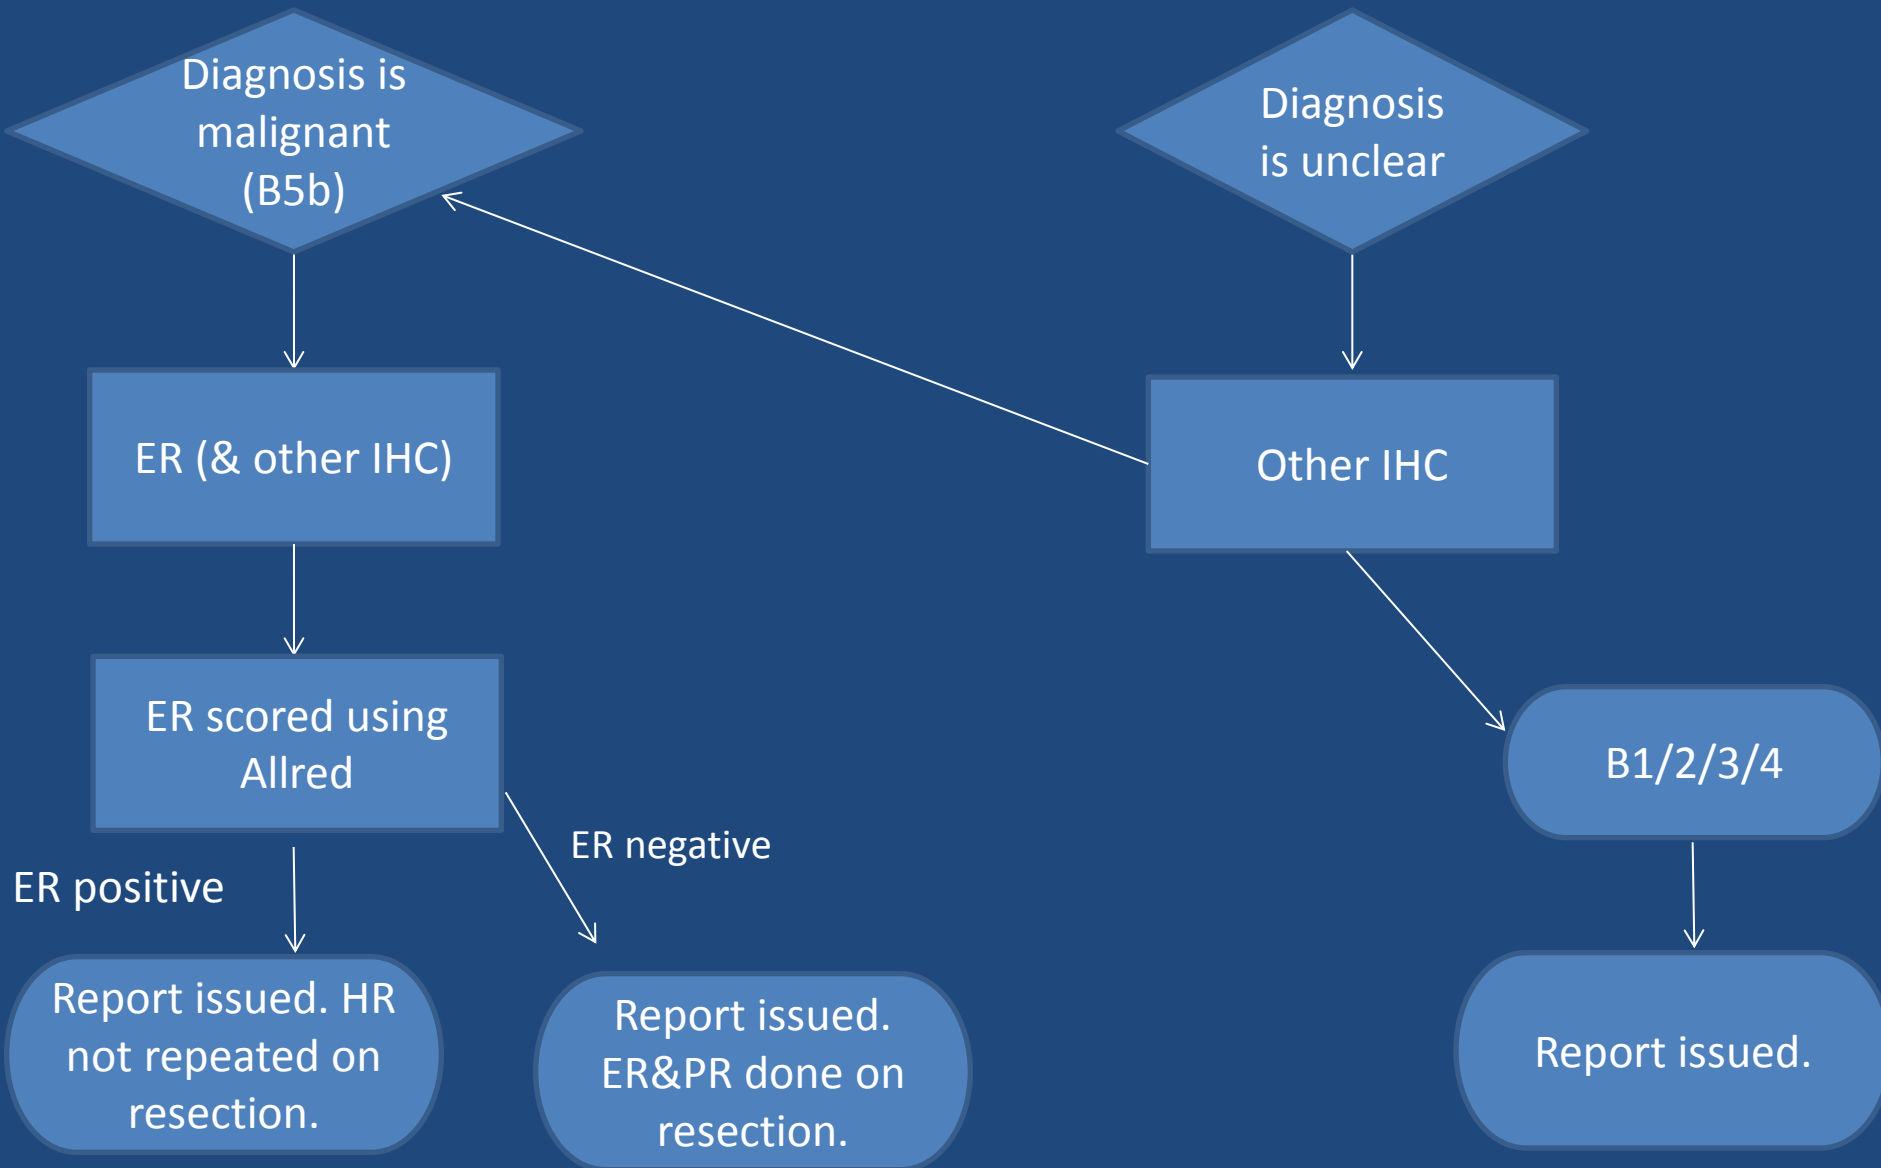 Diagnosis is
malignant
(B5b)
Diagnosis
is unclear
ER (& other IHC)
Other IHC
ER scored using
Allred
B1/2/3/4
ER negative
ER positive
Report issued. HR
not repeated on
resection.
Report issued.
ER&PR done on
resection.
Report issued.